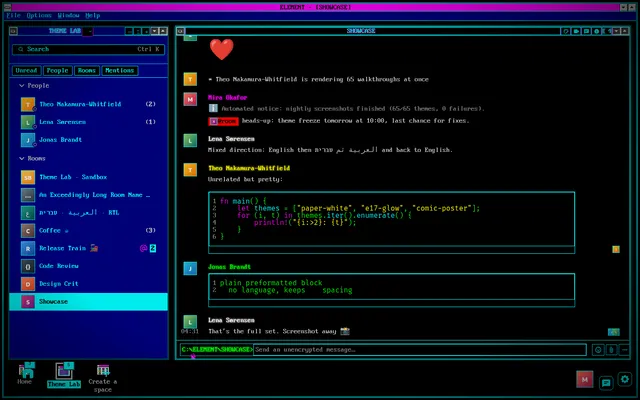 ELEMENT - [SHOWCASE]
File Options Window Help
THEME LAB
Search Ctrl K
Unread People Rooms Mentions
People
Theo Nakamura-Whitfield (2)
Lena Sørensen (1)
Jonas Brandt
Rooms
Theme Lab · Sandbox
An Exceedingly Long Room Name …
עברית · العربية · RTL
Coffee (3)
Release Train @ 2
Code Review
Design Crit
Showcase
Home
Theme Lab
Create a space
SHOWCASE
* Theo Nakamura-Whitfield is rendering 65 walkthroughs at once
Mira Okafor
Automated notice: nightly screenshots finished (65/65 themes, 0 failures).
@room heads-up: theme freeze tomorrow at 10:00, last chance for fixes.
Lena Sørensen
Mixed direction: English then العربية ثم עברית and back to English.
Theo Nakamura-Whitfield
Unrelated but pretty:
1 fn main() {
2 let themes = ["paper-white", "e17-glow", "comic-poster"];
3 for (i, t) in themes.iter().enumerate() {
4 println!("{i:>2}: {t}");
5 }
6 }
Jonas Brandt
1 plain preformatted block
2 no language, keeps spacing
Lena Sørensen
04:31 That's the full set. Screenshot away
C:\ELEMENT\SHOWCASE> Send an unencrypted message…
M